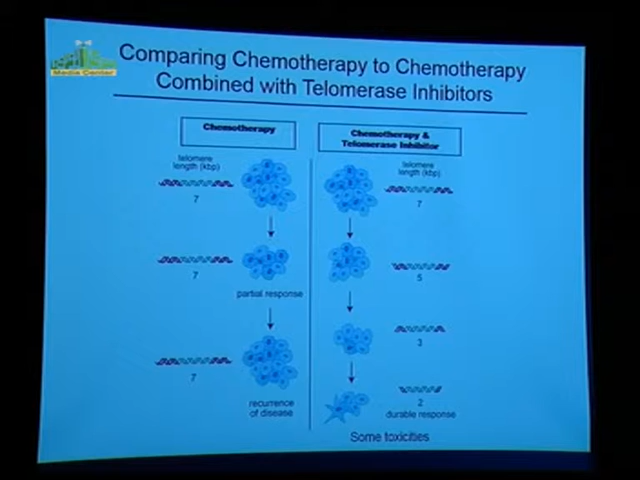 Media Center
Comparing Chemotherapy to Chemotherapy
Combined with Telomerase Inhibitors
Chemotherapy
Chemotherapy &
Telomerase Inhibitor
telomere
length (kbp)
7
telomere
length (kbp)
7
7
partial response
5
7
3
recurrence
of disease
2
durable response
Some toxicities